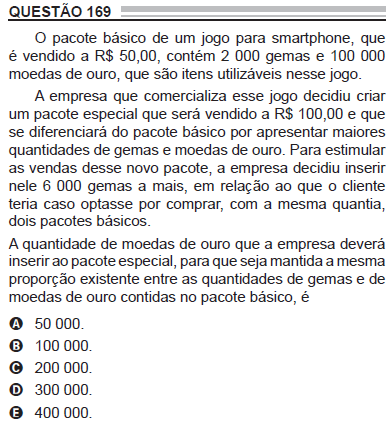 QUESTÃO 169
O pacote básico de um jogo para smartphone, que
é vendido a R$ 50,00, contém 2 000 gemas e 100 000
moedas de ouro, que são itens utilizáveis nesse jogo.
A empresa que comercializa esse jogo decidiu criar
um pacote especial que será vendido a R$ 100,00 e que
se diferenciará do pacote básico por apresentar maiores
quantidades de gemas e moedas de ouro. Para estimular
as vendas desse novo pacote, a empresa decidiu inserir
nele 6 000 gemas a mais, em relação ao que o cliente
teria caso optasse por comprar, com a mesma quantia,
dois pacotes básicos.
A quantidade de moedas de ouro que a empresa deverá
inserir ao pacote especial, para que seja mantida a mesma
proporção existente entre as quantidades de gemas e de
moedas de ouro contidas no pacote básico, é
A 50 000.
B 100 000.
C 200 000.
D 300 000.
E 400 000.